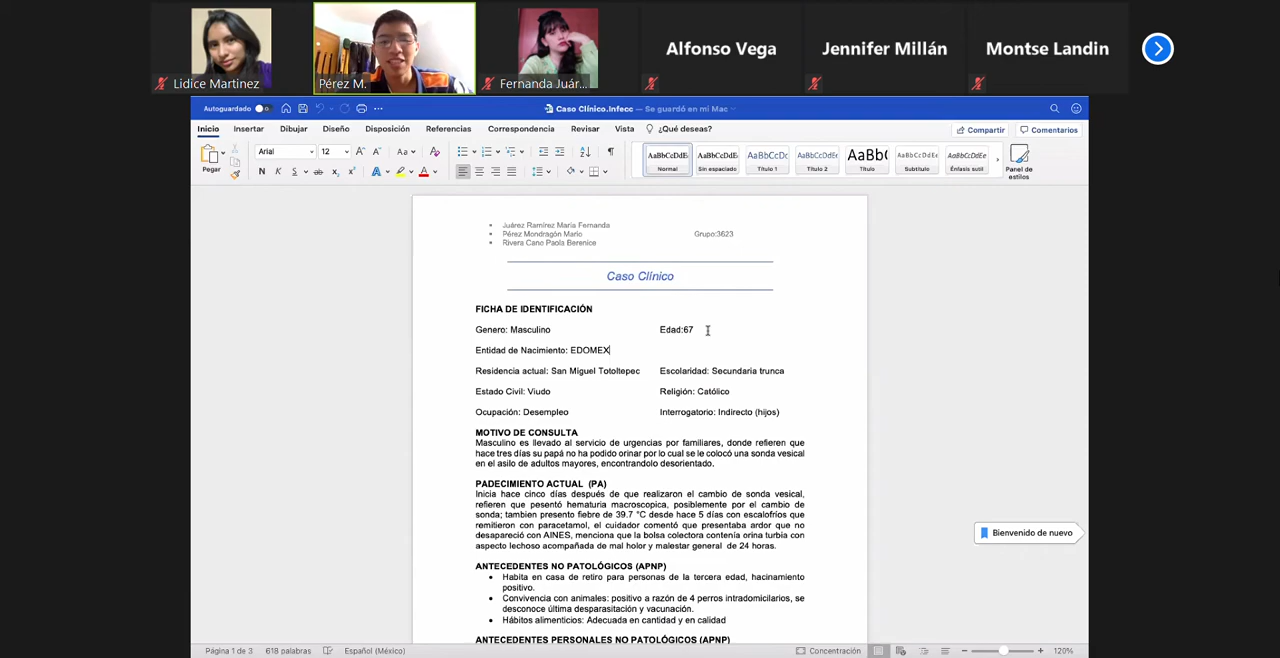 Lidice Martinez
Pérez M.
Fernanda Juár...
Alfonso Vega
Jennifer Millán
Montse Landin
Autoguardado
Caso Clínico.Infecc — Se guardó en mi Mac
Inicio Insertar Dibujar Diseño Disposición Referencias Correspondencia Revisar Vista ¿Qué deseas?
Compartir Comentarios
Pegar
Arial 12
N K S
AaBbCcDdEe AaBbCcDdEe AaBbCcDc AaBbCcDdEe AaBb( AaBbCcDdEe AaBbCcDdEe
Normal Sin espaciado Título 1 Título 2 Título Subtítulo Énfasis sutil
Panel de
estilos
Juárez Ramírez María Fernanda
Pérez Mondragón Mario
Grupo:3623
Rivera Cano Paola Berenice
Caso Clínico
FICHA DE IDENTIFICACIÓN
Genero: Masculino Edad:67
Entidad de Nacimiento: EDOMEX
Residencia actual: San Miguel Totoltepec Escolaridad: Secundaria trunca
Estado Civil: Viudo Religión: Católico
Ocupación: Desempleo Interrogatorio: Indirecto (hijos)
MOTIVO DE CONSULTA
Masculino es llevado al servicio de urgencias por familiares, donde refieren que
hace tres días su papá no ha podido orinar por lo cual se le colocó una sonda vesical
en el asilo de adultos mayores, encontrandolo desorientado.
PADECIMIENTO ACTUAL (PA)
Inicia hace cinco días después de que realizaron el cambio de sonda vesical,
refieren que pesentó hematuria macroscopica, posiblemente por el cambio de
sonda; tambien presento fiebre de 39.7 °C desde hace 5 días con escalofríos que
remitieron con paracetamol, el cuidador comentó que presentaba ardor que no
desapareció con AINES, menciona que la bolsa colectora contenía orina turbia con
aspecto lechoso acompañada de mal holor y malestar general de 24 horas.
ANTECEDENTES NO PATOLÓGICOS (APNP)
Habita en casa de retiro para personas de la tercera edad, hacinamiento
positivo.
Convivencia con animales: positivo a razón de 4 perros intradomicilarios, se
desconoce última desparasitación y vacunación.
Hábitos alimenticios: Adecuada en cantidad y en calidad
ANTECEDENTES PERSONALES NO PATOLÓGICOS (APNP)
Bienvenido de nuevo
Página 1 de 3 618 palabras Español (México) Concentración 120%